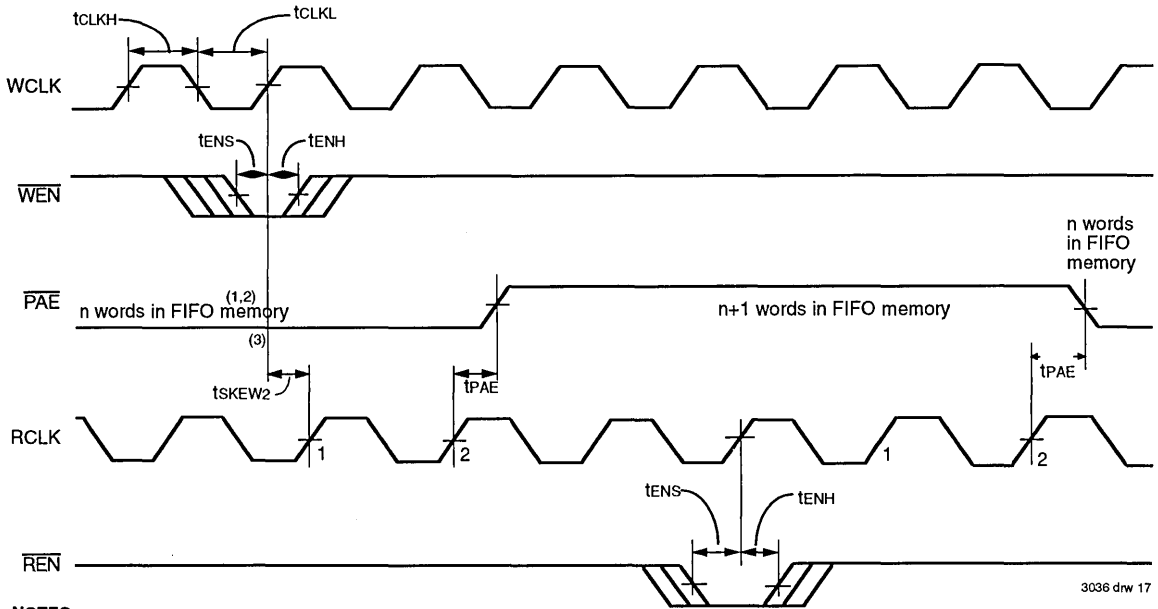 tCLKH
tCLKL
WCLK
tENS
tENH
WEN
n words
in FIFO
memory
PAE
n words in FIFO memory
(1,2)
n+1 words in FIFO memory
(3)
tSKEW2
tPAE
tPAE
RCLK
1
2
1
2
tENS
tENH
REN
3036 drw 17